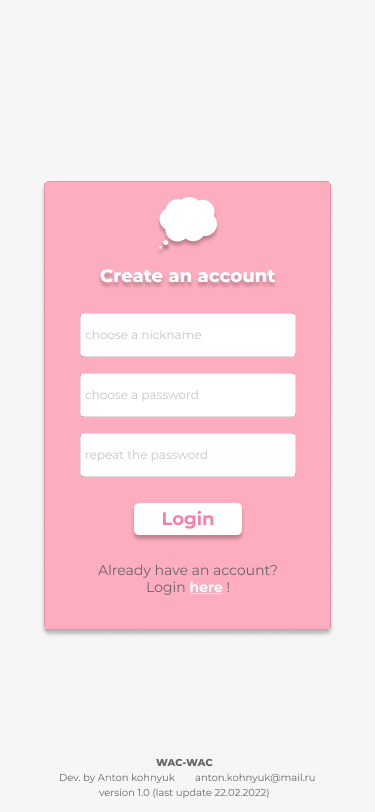 Create an account
choose a nickname
choose a password
repeat the password
Login
Already have an account?
Login here !
WAC-WAC
Dev. by Anton kohnyuk anton.kohnyuk@mail.ru
version 1.0 (last update 22.02.2022)